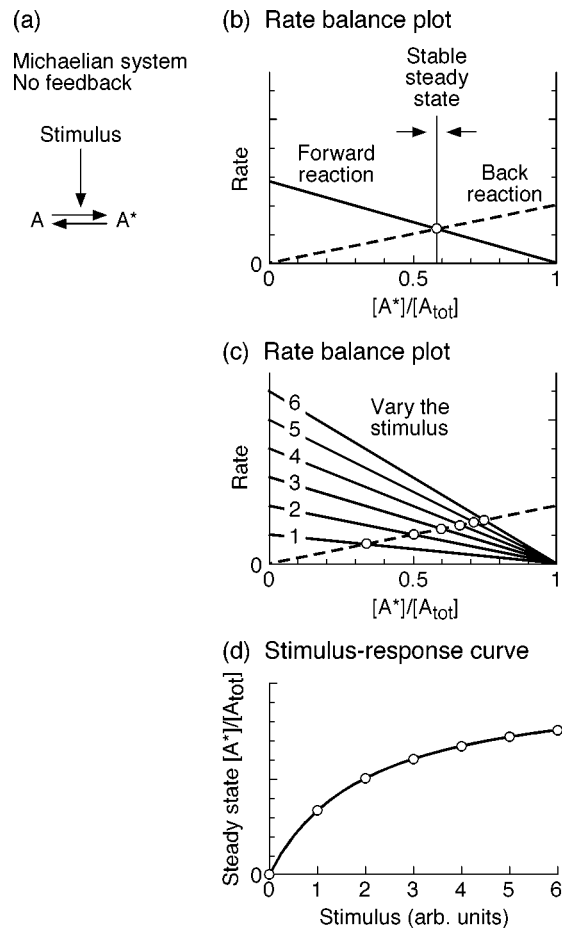 (a)
Michaelian system
No feedback
Stimulus
A
A*
(b) Rate balance plot
Stable
steady
state
Forward
reaction
Back
reaction
Rate
0
0
0.5
1
[A*]/[Atot]
(c) Rate balance plot
6
5
4
3
2
1
Vary the
stimulus
Rate
0
0
0.5
1
[A*]/[Atot]
(d) Stimulus-response curve
Steady state [A*]/[Atot]
0
0 1 2 3 4 5 6
Stimulus (arb. units)